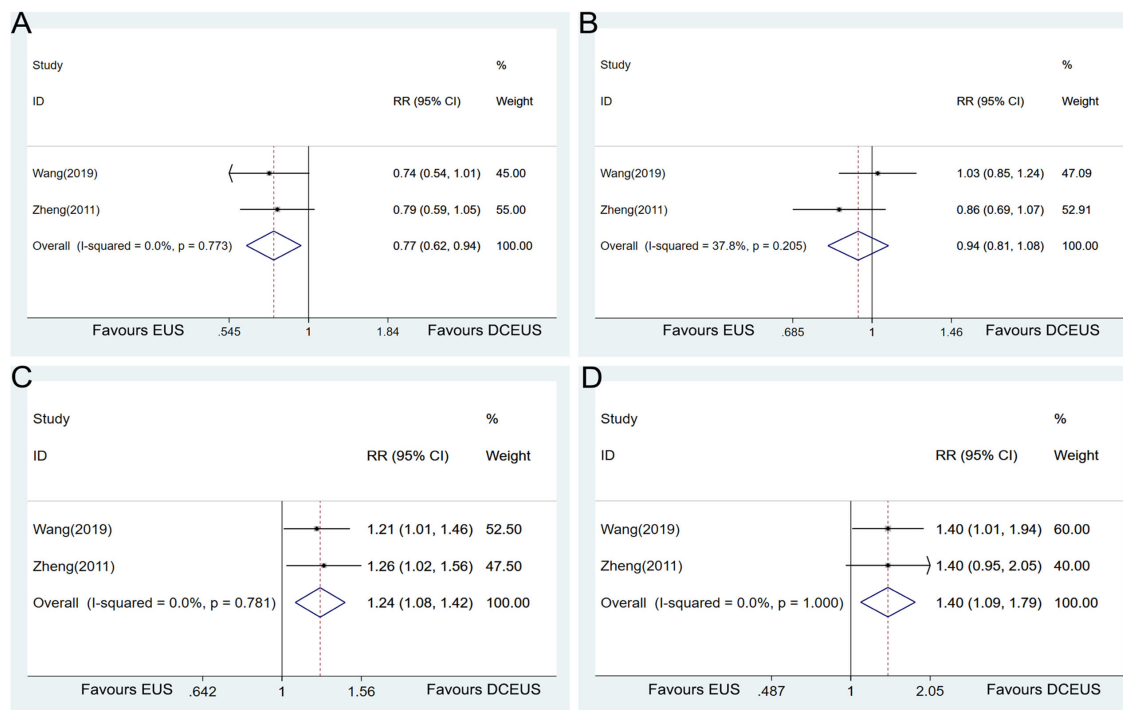 A
Study %
ID RR (95% CI) Weight
Wang(2019) 0.74 (0.54, 1.01) 45.00
Zheng(2011) 0.79 (0.59, 1.05) 55.00
Overall (I-squared = 0.0%, p = 0.773) 0.77 (0.62, 0.94) 100.00
Favours EUS .545 1 1.84 Favours DCEUS
B
Study %
ID RR (95% CI) Weight
Wang(2019) 1.03 (0.85, 1.24) 47.09
Zheng(2011) 0.86 (0.69, 1.07) 52.91
Overall (I-squared = 37.8%, p = 0.205) 0.94 (0.81, 1.08) 100.00
Favours EUS .685 1 1.46 Favours DCEUS
C
Study %
ID RR (95% CI) Weight
Wang(2019) 1.21 (1.01, 1.46) 52.50
Zheng(2011) 1.26 (1.02, 1.56) 47.50
Overall (I-squared = 0.0%, p = 0.781) 1.24 (1.08, 1.42) 100.00
Favours EUS .642 1 1.56 Favours DCEUS
D
Study %
ID RR (95% CI) Weight
Wang(2019) 1.40 (1.01, 1.94) 60.00
Zheng(2011) 1.40 (0.95, 2.05) 40.00
Overall (I-squared = 0.0%, p = 1.000) 1.40 (1.09, 1.79) 100.00
Favours EUS .487 1 2.05 Favours DCEUS